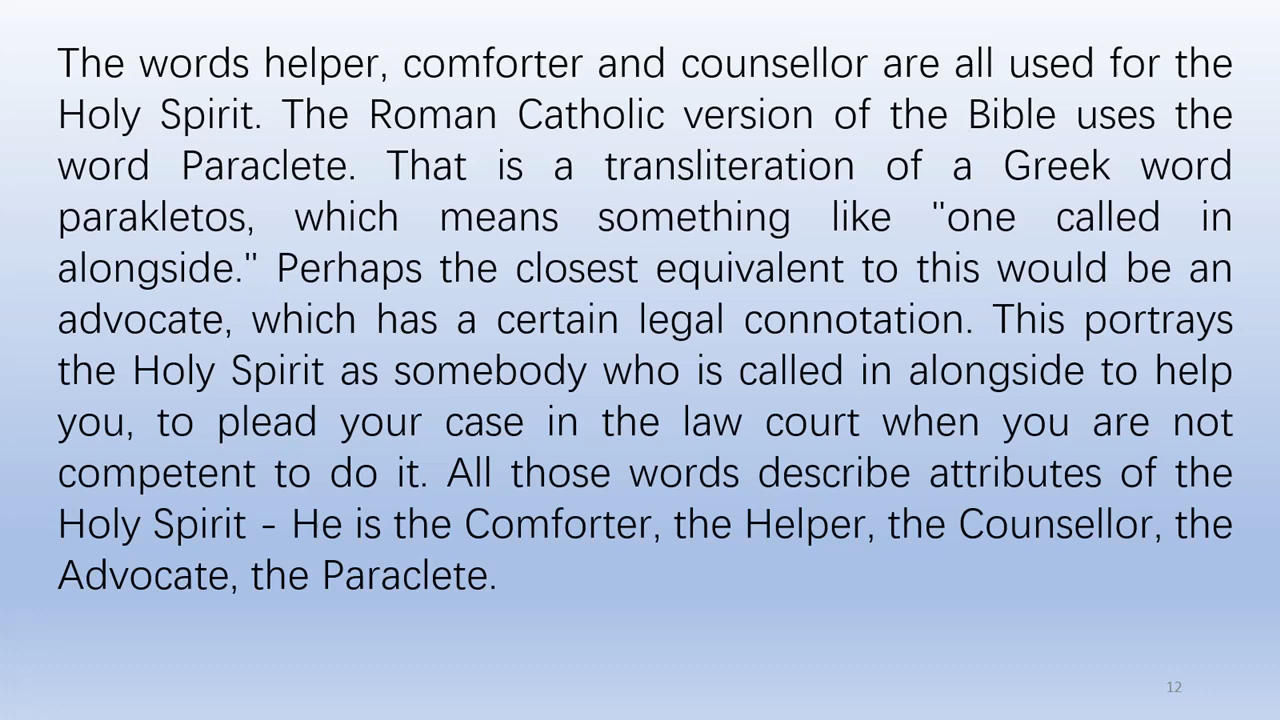 The words helper, comforter and counsellor are all used for the
Holy Spirit. The Roman Catholic version of the Bible uses the
word Paraclete. That is a transliteration of a Greek word
parakletos, which means something like "one called in
alongside." Perhaps the closest equivalent to this would be an
advocate, which has a certain legal connotation. This portrays
the Holy Spirit as somebody who is called in alongside to help
you, to plead your case in the law court when you are not
competent to do it. All those words describe attributes of the
Holy Spirit - He is the Comforter, the Helper, the Counsellor, the
Advocate, the Paraclete.
12